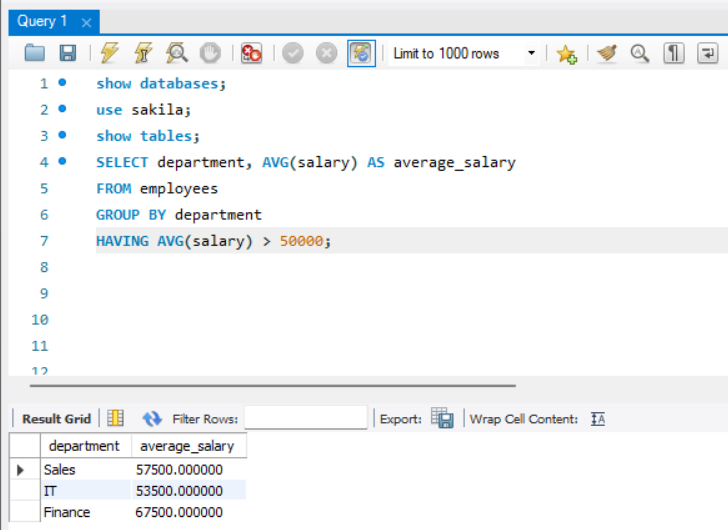 Query 1
Limit to 1000 rows
1 show databases;
2 use sakila;
3 show tables;
4 SELECT department, AVG(salary) AS average_salary
5 FROM employees
6 GROUP BY department
7 HAVING AVG(salary) > 50000;
8
9
10
11
12
Result Grid Filter Rows: Export: Wrap Cell Content:
department average_salary
Sales 57500.000000
IT 53500.000000
Finance 67500.000000